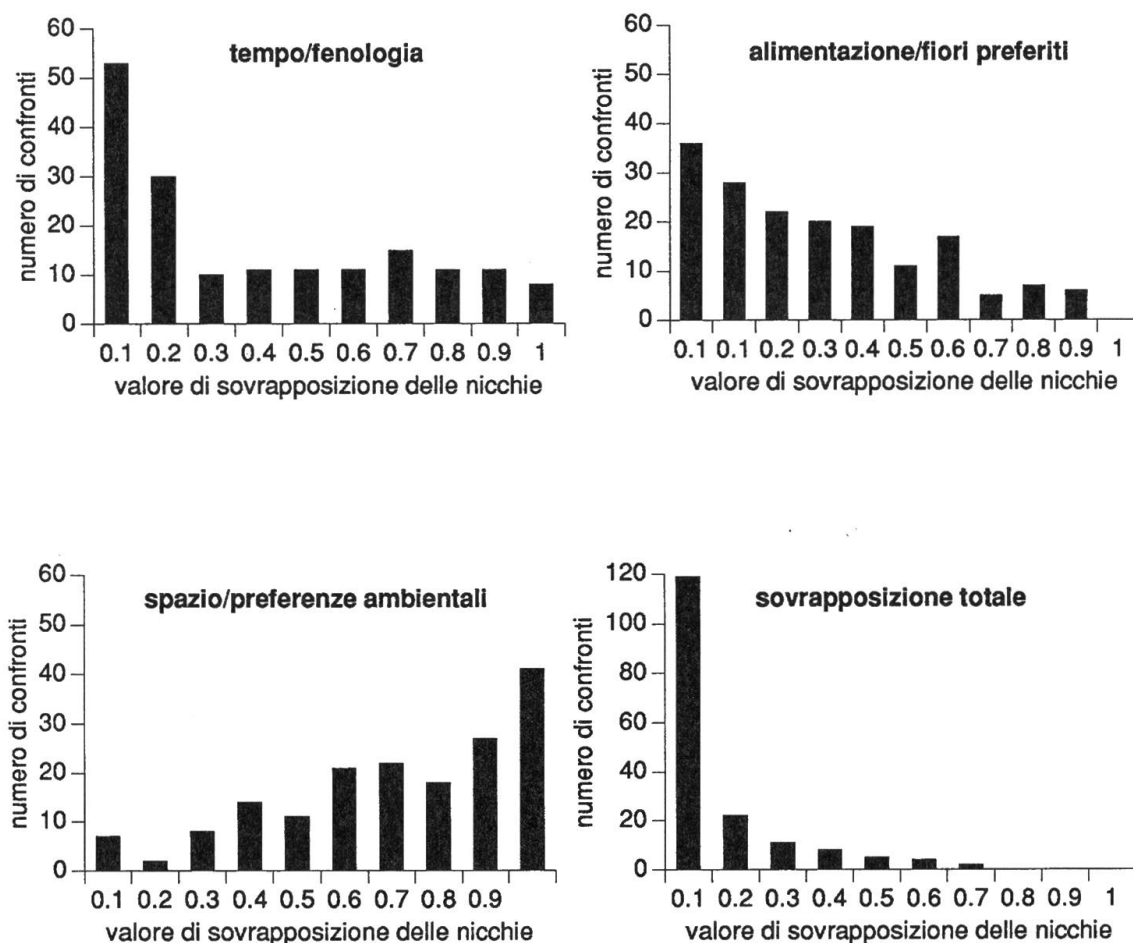 tempo/fenologia
numero di confronti
60
50
40
30
20
10
0
0.1 0.2 0.3 0.4 0.5 0.6 0.7 0.8 0.9 1
valore di sovrapposizione delle nicchie
alimentazione/fiori preferiti
numero di confronti
60
50
40
30
20
10
0
0.1 0.1 0.2 0.3 0.4 0.5 0.6 0.7 0.8 0.9 1
valore di sovrapposizione delle nicchie
spazio/preferenze ambientali
numero di confronti
60
50
40
30
20
10
0
0.1 0.2 0.3 0.4 0.5 0.6 0.7 0.8 0.9
valore di sovrapposizione delle nicchie
sovrapposizione totale
numero di confronti
120
100
80
60
40
20
0
0.1 0.2 0.3 0.4 0.5 0.6 0.7 0.8 0.9 1
valore di sovrapposizione delle nicchie